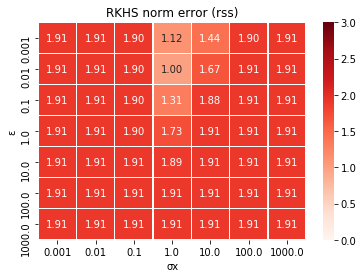 RKHS norm error (rss)
ε
0.001 1.91 1.91 1.90 1.12 1.44 1.90 1.91
0.01 1.91 1.91 1.90 1.00 1.67 1.91 1.91
0.1 1.91 1.91 1.90 1.31 1.88 1.91 1.91
1.0 1.91 1.91 1.90 1.73 1.91 1.91 1.91
10.0 1.91 1.91 1.91 1.89 1.91 1.91 1.91
100.0 1.91 1.91 1.91 1.91 1.91 1.91 1.91
1000.0 1.91 1.91 1.91 1.91 1.91 1.91 1.91
0.001 0.01 0.1 1.0 10.0 100.0 1000.0
σx
3.0
2.5
2.0
1.5
1.0
0.5
0.0